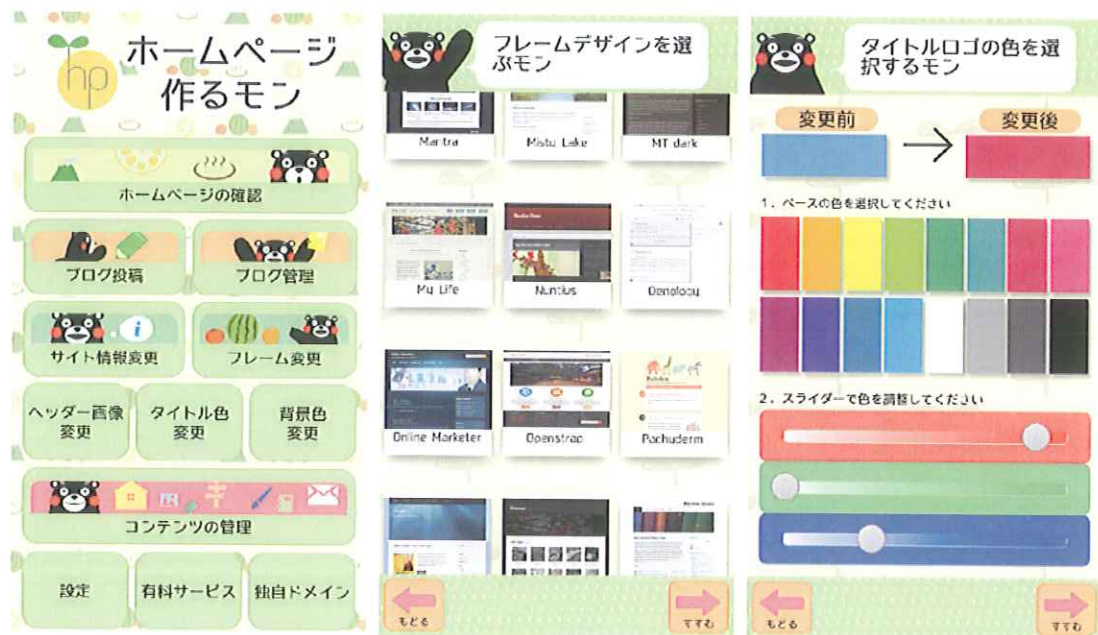 hp
ホームページ
作るモン
ホームページの確認
ブログ投稿
ブログ管理
サイト情報変更
フレーム変更
ヘッダー画像
変更
タイトル色
変更
背景色
変更
コンテンツの管理
設定
有料サービス
独自ドメイン
フレームデザインを選
ぶモン
Mantra
Mistu Lake
MT dark
My Life
Nuntius
Oenology
Online Marketer
Openstrap
Pachyderm
もどる
すすむ
タイトルロゴの色を選
択するモン
変更前
変更後
1. ベースの色を選択してください
2. スライダーで色を調整してください
もどる
すすむ